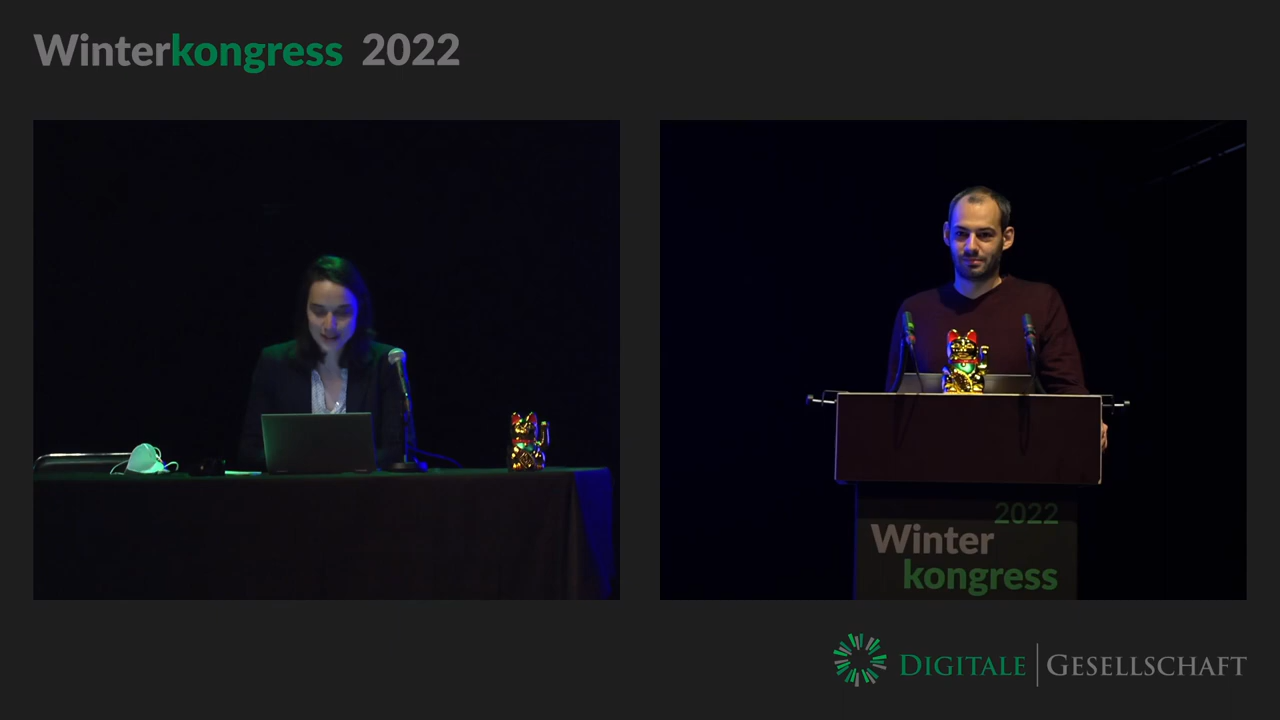 Winterkongress 2022
2022
Winter
kongress
DIGITALE GESELLSCHAFT